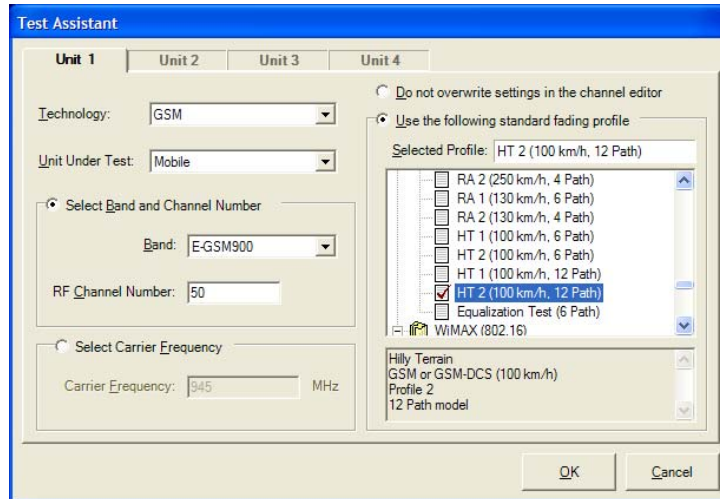 Test Assistant
Unit 1
Unit 2
Unit 3
Unit 4
Technology: GSM
Unit Under Test: Mobile
Select Band and Channel Number
Band: E-GSM900
RF Channel Number: 50
Select Carrier Frequency
Carrier Frequency: 945 MHz
Do not overwrite settings in the channel editor
Use the following standard fading profile
Selected Profile: HT 2 (100 km/h, 12 Path)
RA 2 (250 km/h, 4 Path)
RA 1 (130 km/h, 6 Path)
RA 2 (130 km/h, 4 Path)
HT 1 (100 km/h, 6 Path)
HT 2 (100 km/h, 6 Path)
HT 1 (100 km/h, 12 Path)
HT 2 (100 km/h, 12 Path)
Equalization Test (6 Path)
WiMAX (802.16)
Hilly Terrain
GSM or GSM-DCS (100 km/h)
Profile 2
12 Path model
OK
Cancel